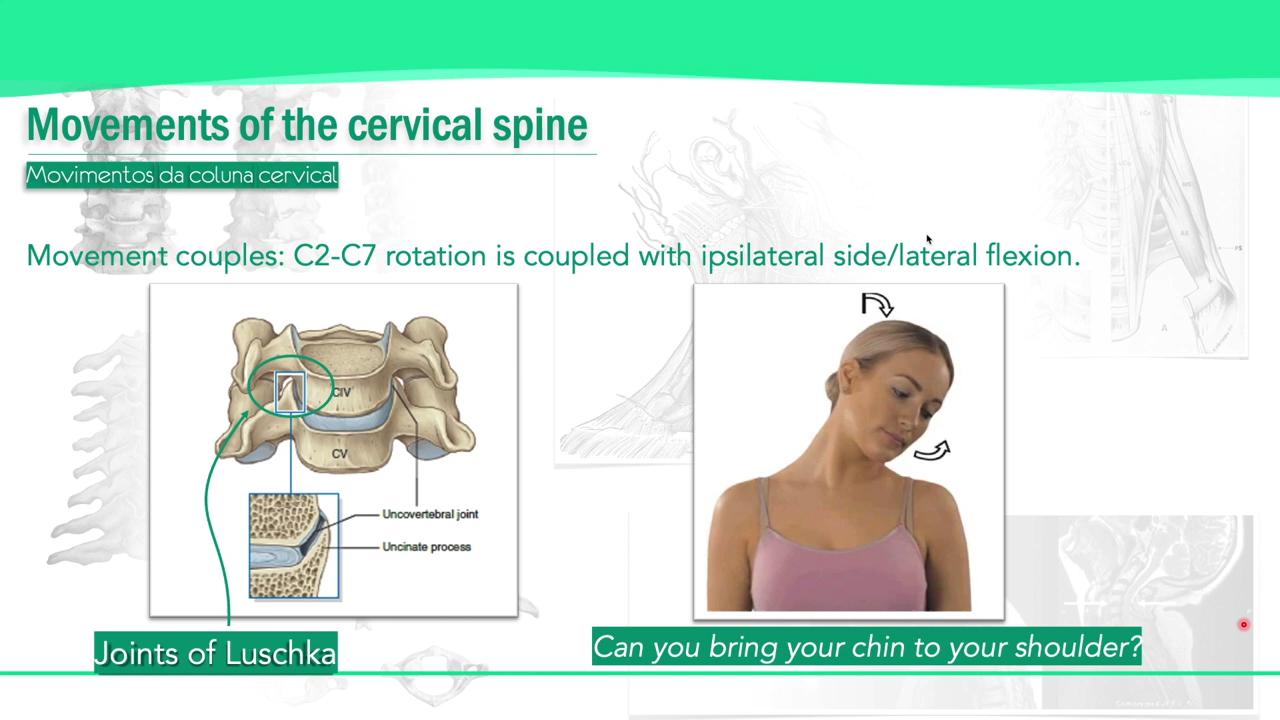 Movements of the cervical spine
Movimentos da coluna cervical
Movement couples: C2-C7 rotation is coupled with ipsilateral side/lateral flexion.
CIV
CV
Uncovertebral joint
Uncinate process
Joints of Luschka
Can you bring your chin to your shoulder?